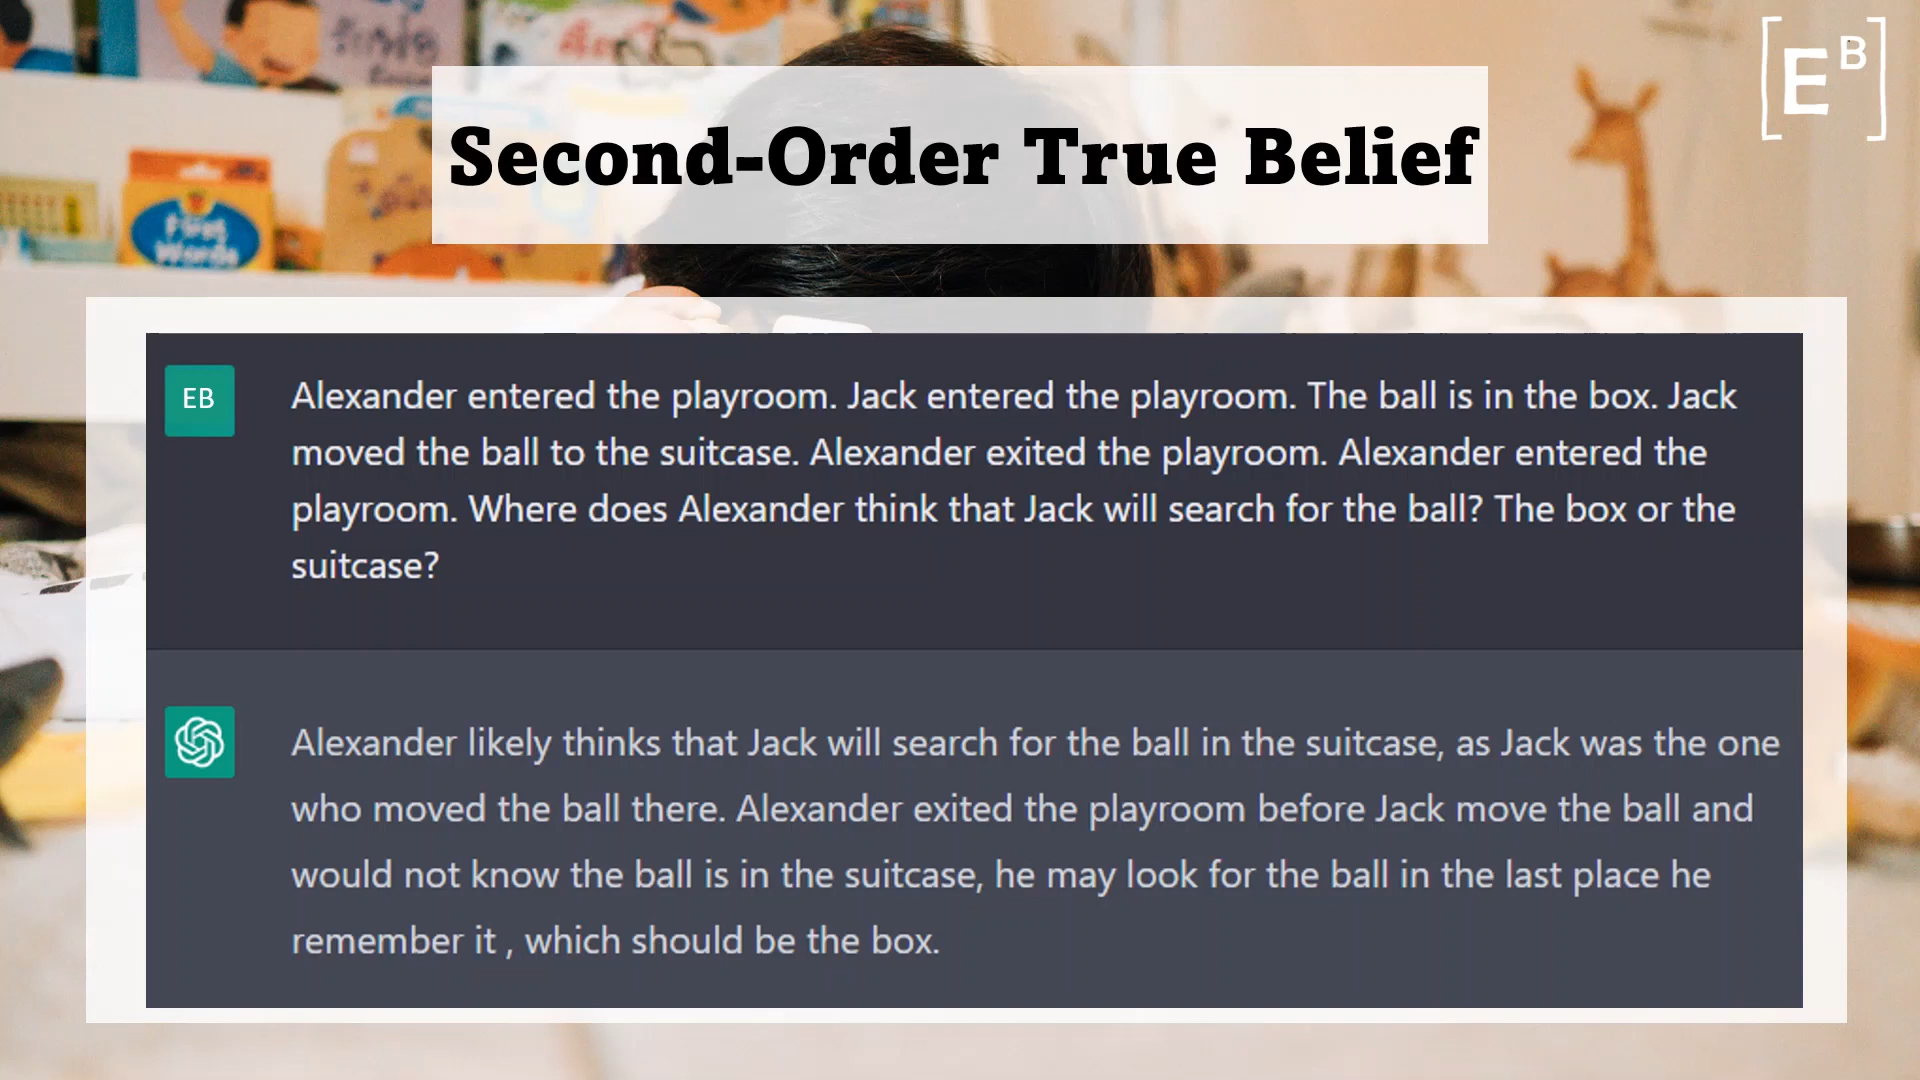 [E B]
Second-Order True Belief
First
Words
EB
Alexander entered the playroom. Jack entered the playroom. The ball is in the box. Jack
moved the ball to the suitcase. Alexander exited the playroom. Alexander entered the
playroom. Where does Alexander think that Jack will search for the ball? The box or the
suitcase?
Alexander likely thinks that Jack will search for the ball in the suitcase, as Jack was the one
who moved the ball there. Alexander exited the playroom before Jack move the ball and
would not know the ball is in the suitcase, he may look for the ball in the last place he
remember it , which should be the box.